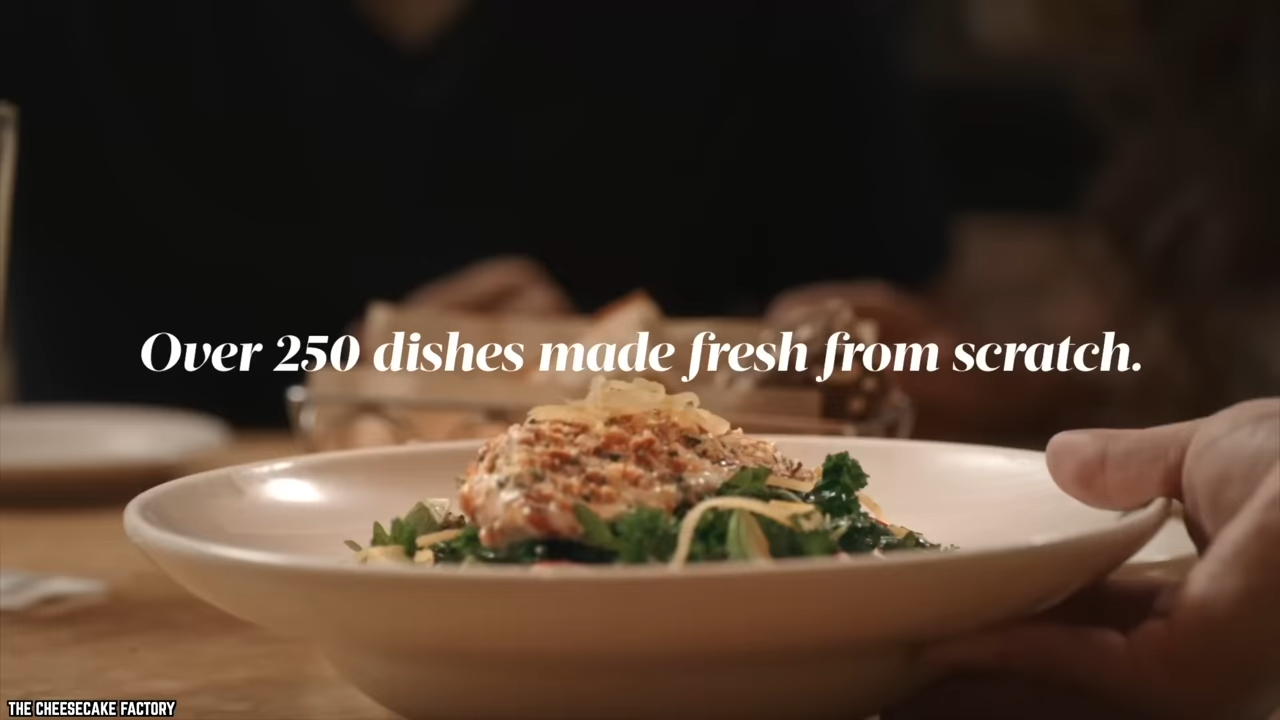 Over 250 dishes made fresh from scratch.
THE CHEESECAKE FACTORY